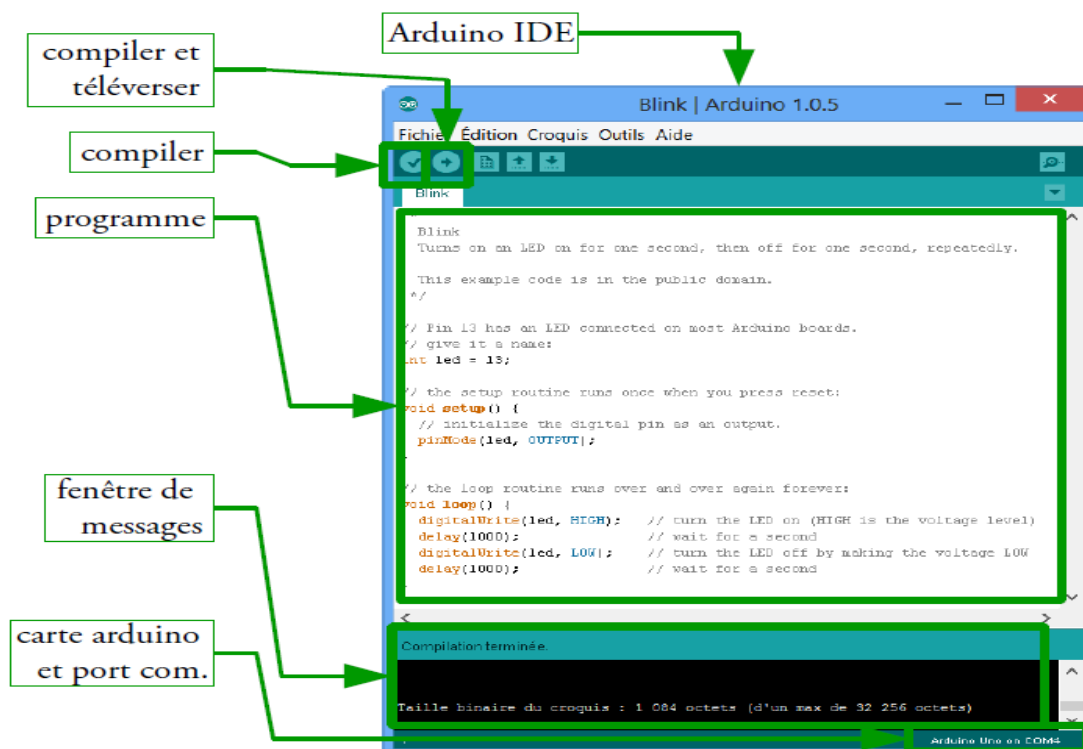 Arduino IDE
compiler et
téléverser
compiler
programme
fenêtre de
messages
carte arduino
et port com.
Blink | Arduino 1.0.5
Fichier Édition Croquis Outils Aide
Blink
Blink
Turns on an LED on for one second, then off for one second, repeatedly.
This example code is in the public domain.
*/
// Pin 13 has an LED connected on most Arduino boards.
// give it a name:
int led = 13;
// the setup routine runs once when you press reset:
void setup() {
// initialize the digital pin as an output.
pinMode(led, OUTPUT);
// the loop routine runs over and over again forever:
void loop() {
digitalWrite(led, HIGH); // turn the LED on (HIGH is the voltage level)
delay(1000); // wait for a second
digitalWrite(led, LOW); // turn the LED off by making the voltage LOW
delay(1000); // wait for a second
Compilation terminée.
Taille binaire du croquis : 1 084 octets (d'un max de 32 256 octets)
Arduino Uno on COM4